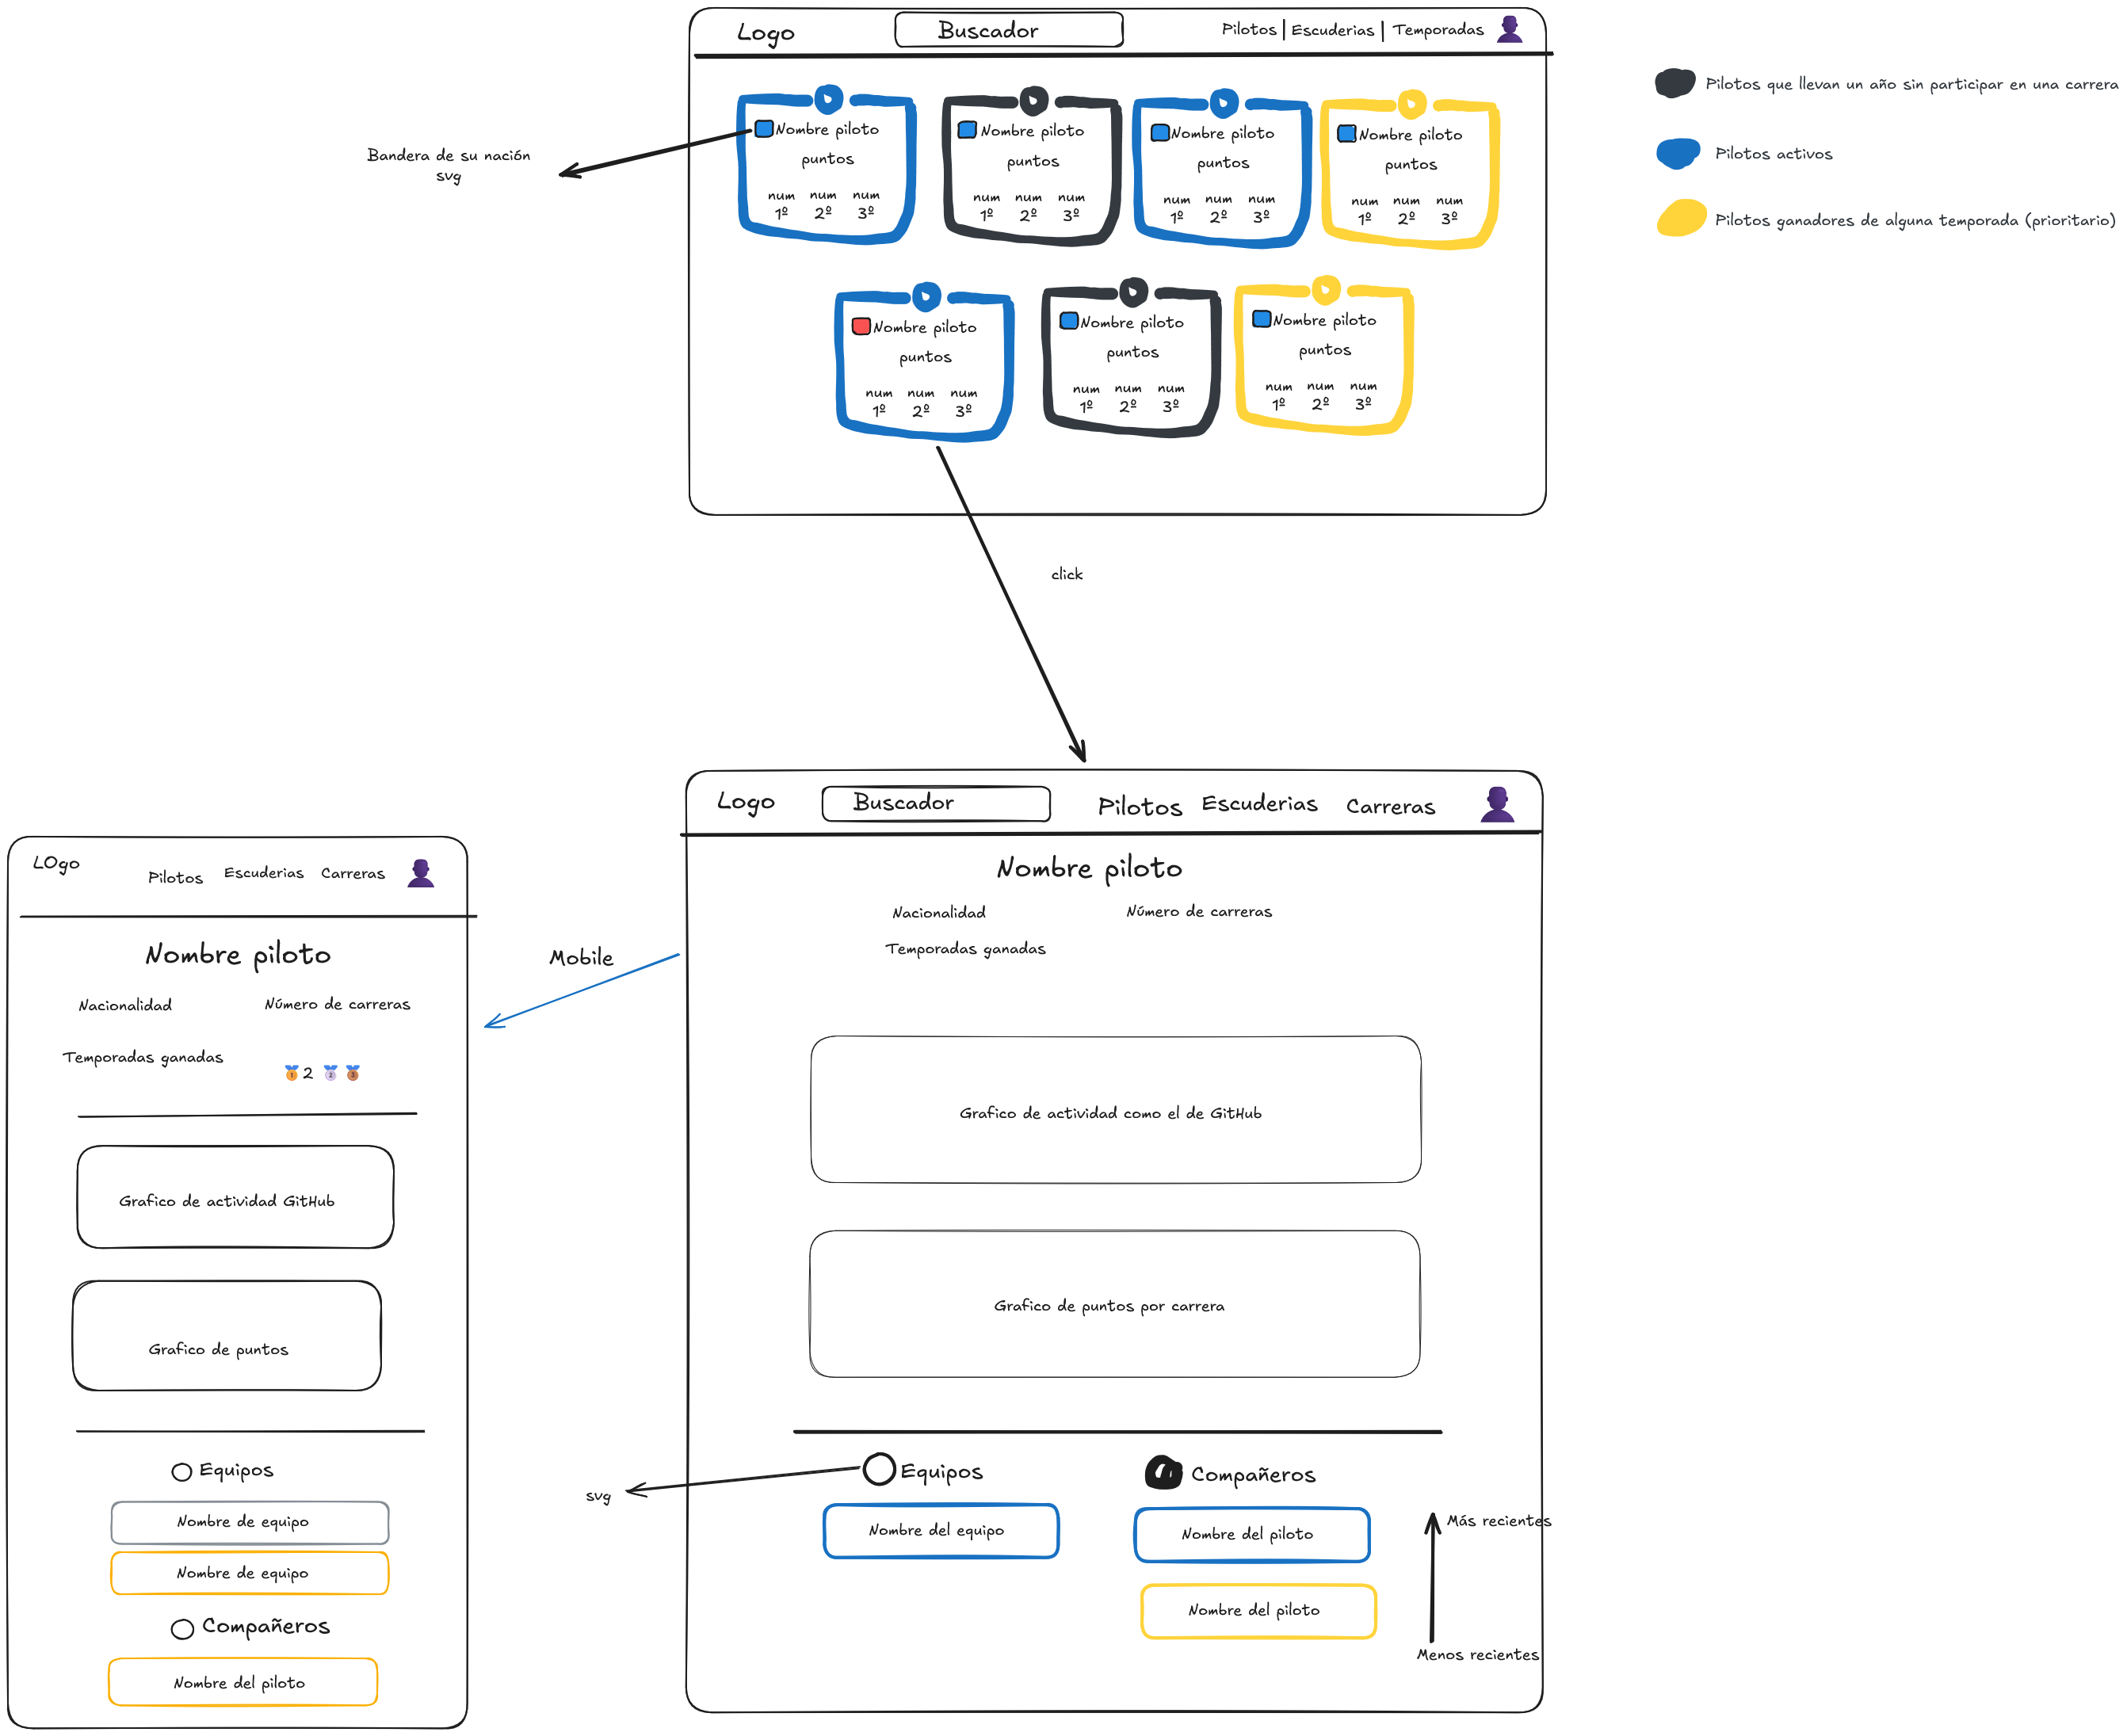 Logo
Buscador
Pilotos | Escuderias | Temporadas
Nombre piloto
puntos
num num num
1º 2º 3º
Nombre piloto
puntos
num num num
1º 2º 3º
Nombre piloto
puntos
num num num
1º 2º 3º
Nombre piloto
puntos
num num num
1º 2º 3º
Nombre piloto
puntos
num num num
1º 2º 3º
Nombre piloto
puntos
num num num
1º 2º 3º
Nombre piloto
puntos
num num num
1º 2º 3º
Bandera de su nación
svg
Pilotos que llevan un año sin participar en una carrera
Pilotos activos
Pilotos ganadores de alguna temporada (prioritario)
click
Logo
Buscador
Pilotos Escuderias Carreras
Nombre piloto
Nacionalidad
Número de carreras
Temporadas ganadas
Grafico de actividad como el de GitHub
Grafico de puntos por carrera
svg
Equipos
Nombre del equipo
Compañeros
Nombre del piloto
Nombre del piloto
Más recientes
Menos recientes
Mobile
LOgo
Pilotos Escuderias Carreras
Nombre piloto
Nacionalidad
Número de carreras
Temporadas ganadas
🥇2 🥈 🥉
Grafico de actividad GitHub
Grafico de puntos
Equipos
Nombre de equipo
Nombre de equipo
Compañeros
Nombre del piloto